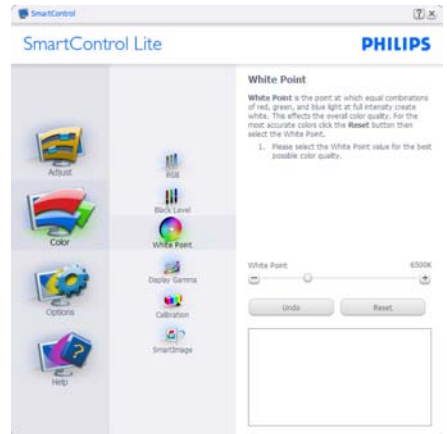 SmartControl
SmartControl Lite
PHILIPS
Adjust
Color
Options
Help
RGB
Black Level
White Point
Display Gamma
Calibration
SmartImage
White Point
White Point is the point at which equal combinations
of red, green, and blue light at full intensity create
white. This effects the overall color quality. For the
most accurate colors click the Reset button then
select the White Point.
1. Please select the White Point value for the best
possible color quality.
White Point 6500K
Undo Reset